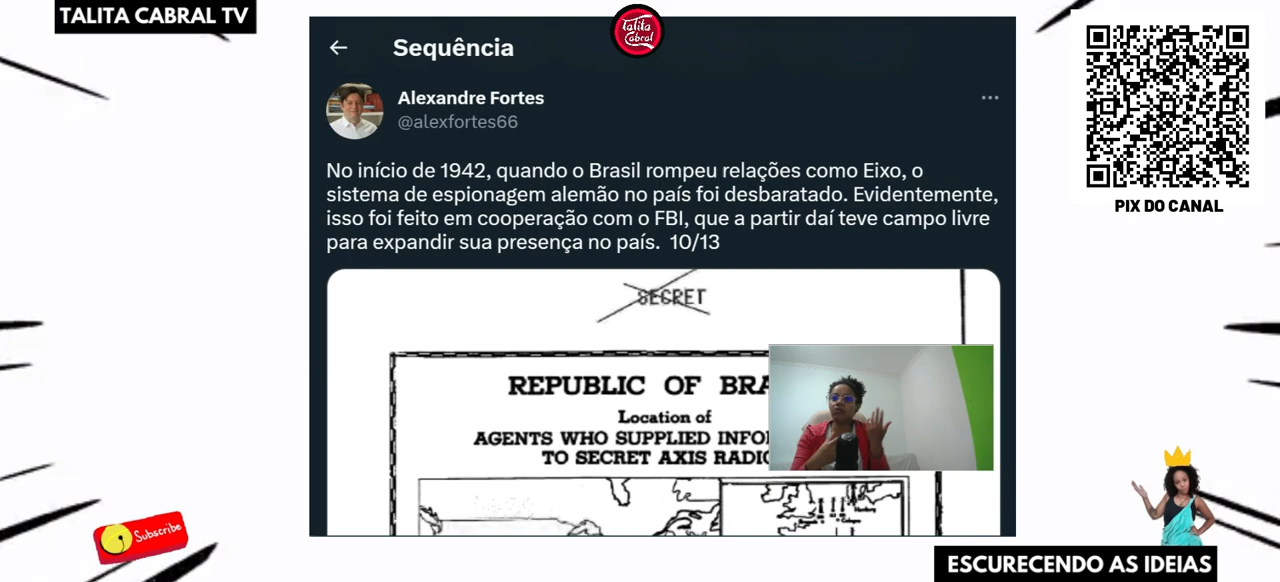 TALITA CABRAL TV
Talita
Cabral
Sequência
Alexandre Fortes
@alexfortes66
No início de 1942, quando o Brasil rompeu relações como Eixo, o
sistema de espionagem alemão no país foi desbaratado. Evidentemente,
isso foi feito em cooperação com o FBI, que a partir daí teve campo livre
para expandir sua presença no país. 10/13
SECRET
REPUBLIC OF BRA
Location of
AGENTS WHO SUPPLIED INFO
TO SECRET AXIS RADIO
PIX DO CANAL
Subscribe
ESCURECENDO AS IDEIAS